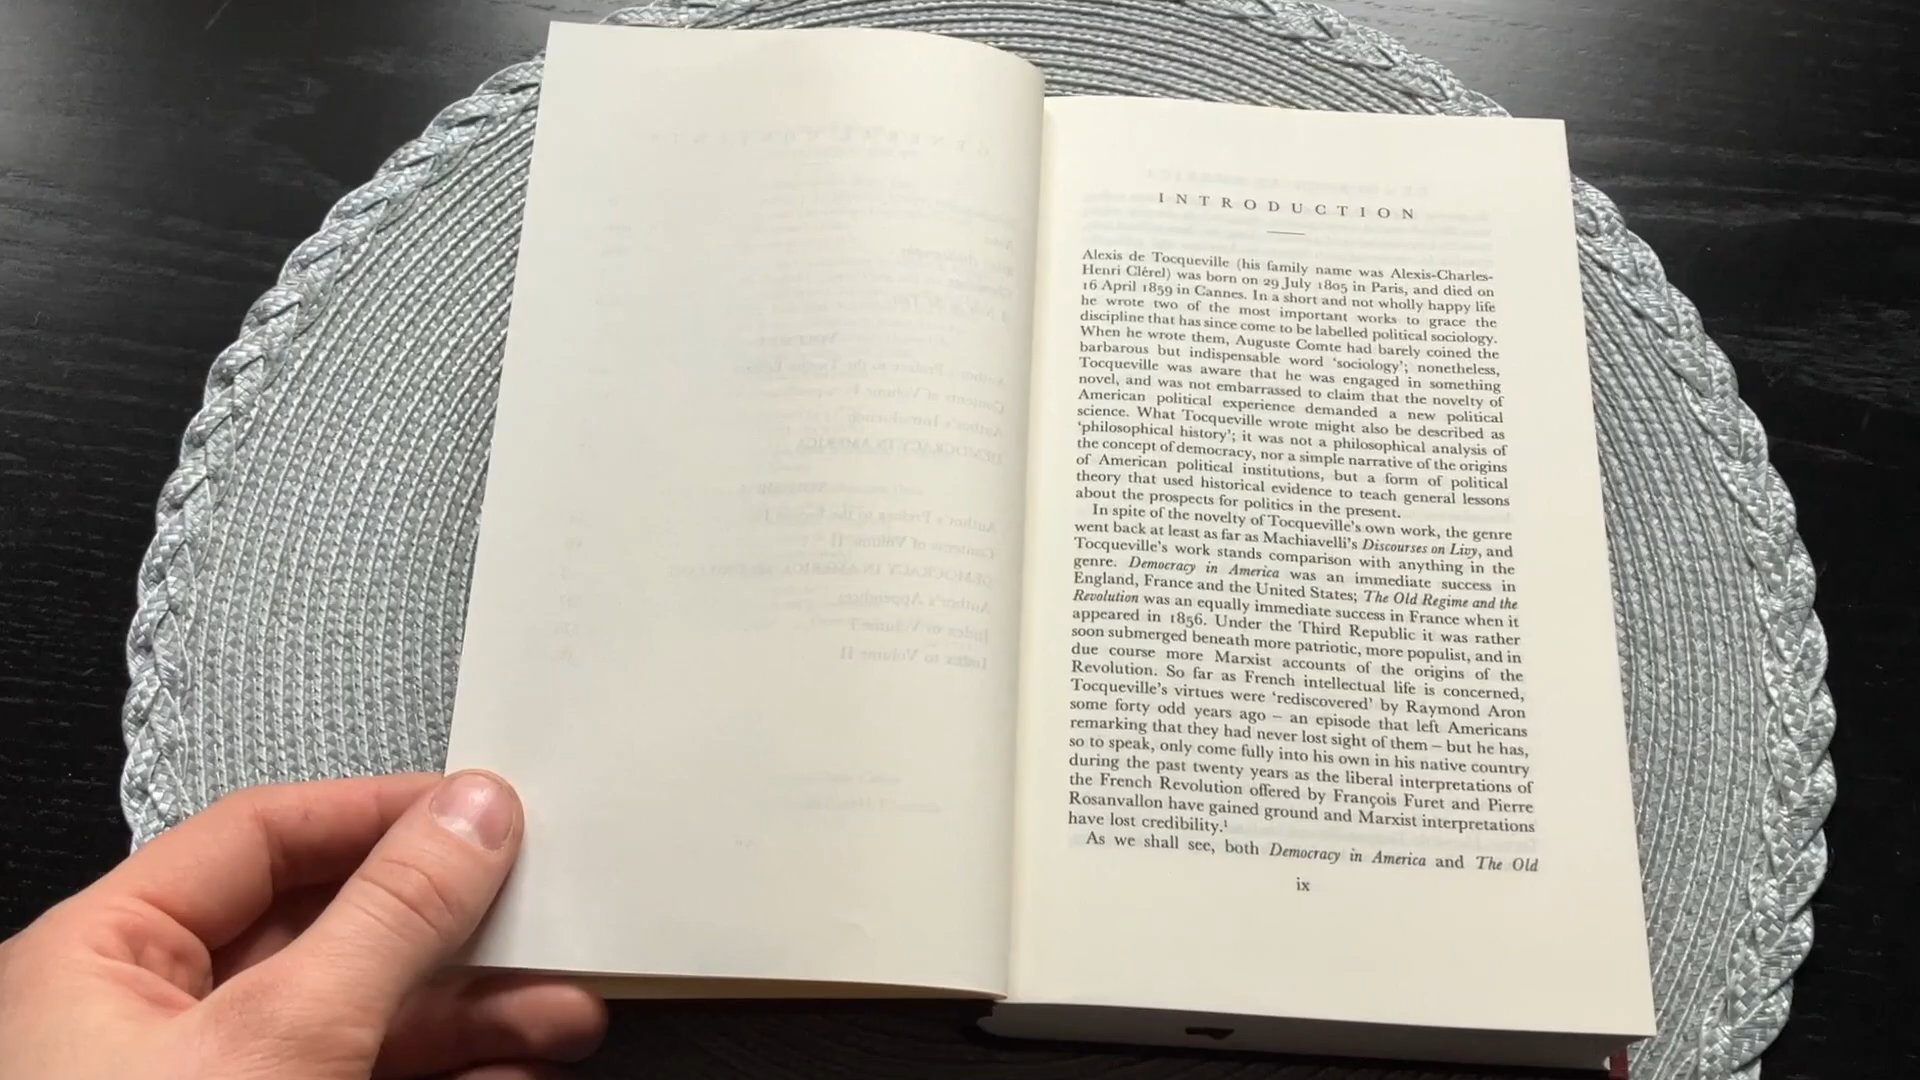 INTRODUCTION
Alexis de Tocqueville (his family name was Alexis-Charles-
Henri Clérel) was born on 29 July 1805 in Paris, and died on
16 April 1859 in Cannes. In a short and not wholly happy life
he wrote two of the most important works to grace the
discipline that has since come to be labelled political sociology.
When he wrote them, Auguste Comte had barely coined the
barbarous but indispensable word ‘sociology’; nonetheless,
Tocqueville was aware that he was engaged in something
novel, and was not embarrassed to claim that the novelty of
American political experience demanded a new political
science. What Tocqueville wrote might also be described as
‘philosophical history’; it was not a philosophical analysis of
the concept of democracy, nor a simple narrative of the origins
of American political institutions, but a form of political
theory that used historical evidence to teach general lessons
about the prospects for politics in the present.
In spite of the novelty of Tocqueville’s own work, the genre
went back at least as far as Machiavelli’s Discourses on Livy, and
Tocqueville’s work stands comparison with anything in the
genre. Democracy in America was an immediate success in
England, France and the United States; The Old Regime and the
Revolution was an equally immediate success in France when it
appeared in 1856. Under the Third Republic it was rather
soon submerged beneath more patriotic, more populist, and in
due course more Marxist accounts of the origins of the
Revolution. So far as French intellectual life is concerned,
Tocqueville’s virtues were ‘rediscovered’ by Raymond Aron
some forty odd years ago – an episode that left Americans
remarking that they had never lost sight of them – but he has,
so to speak, only come fully into his own in his native country
during the past twenty years as the liberal interpretations of
the French Revolution offered by François Furet and Pierre
Rosanvallon have gained ground and Marxist interpretations
have lost credibility.¹
As we shall see, both Democracy in America and The Old
ix